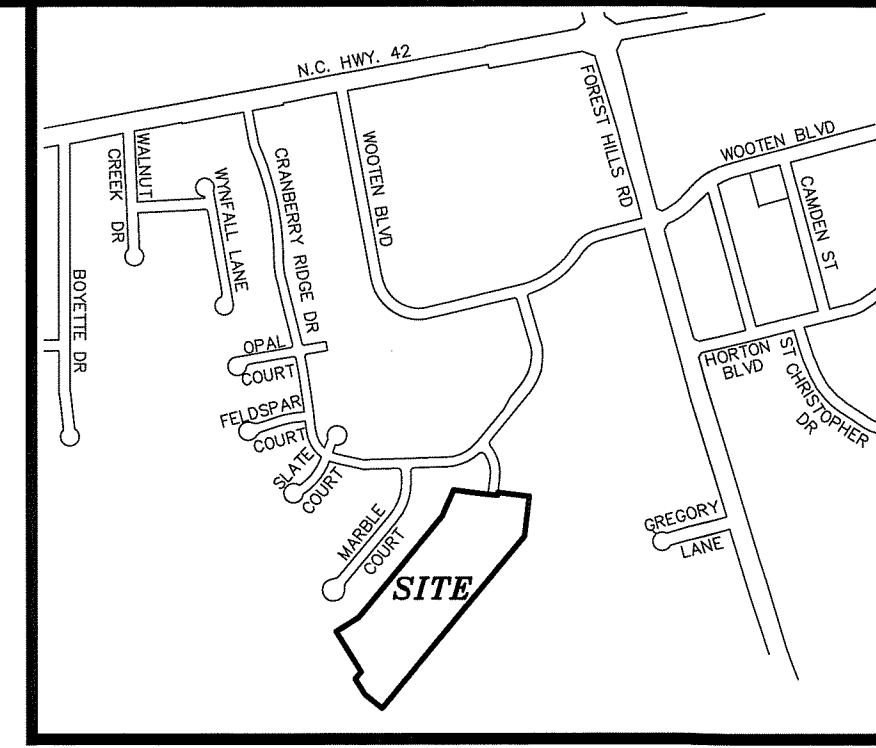 N.C. HWY. 42
FOREST HILLS RD
WOOTEN BLVD
CAMDEN ST
WALNUT
CREEK DR
WYNFALL LANE
CRANBERRY RIDGE DR
WOOTEN BLVD
BOYETTE DR
OPAL
COURT
FELDSPAR
COURT
SLATE
COURT
MARBLE
COURT
HORTON
BLVD
ST CHRISTOPHER
DR
GREGORY
LANE
SITE